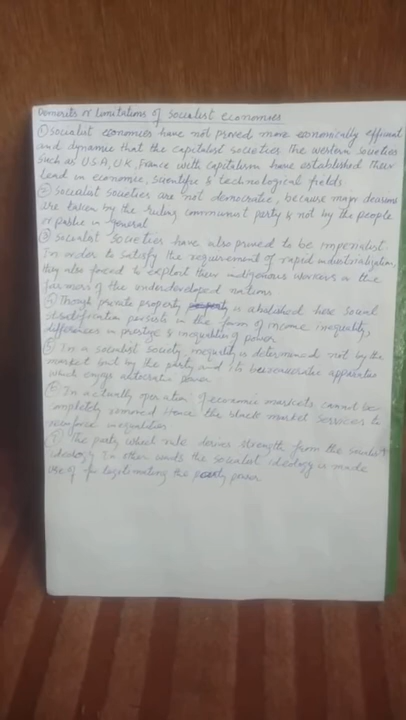 Demerits or limitations of socialist economies
① Socialist economies have not proved more economically efficient
and dynamic that the capitalist societies. The western societies
such as U.S.A, U.K, France with capitalism have established their
lead in economic, scientific & technological fields.
② Socialist societies are not democratic, because major decisions
are taken by the ruling communist party & not by the people
or public in general
③ Socialist societies have also proved to be imperialist.
In order to satisfy the requirement of rapid industrialization,
they also forced to exploit their indigenous workers or the
farmers of the underdeveloped nations
④ Though private property is abolished here social
stratification persists in the form of income inequality,
differences in prestige & inequalities of power.
⑤ In a socialist society, inequality is determined not by the
market but by the party and its bureaucratic apparatus
which enjoys autocratic power
⑥ In actually operation of economic markets cannot be
completely removed Hence the black market services to
reinforce inequalities
⑦ The party which rule derives strength from the socialist
ideology In other words the socialist ideology is made
use of for legitimating the party power